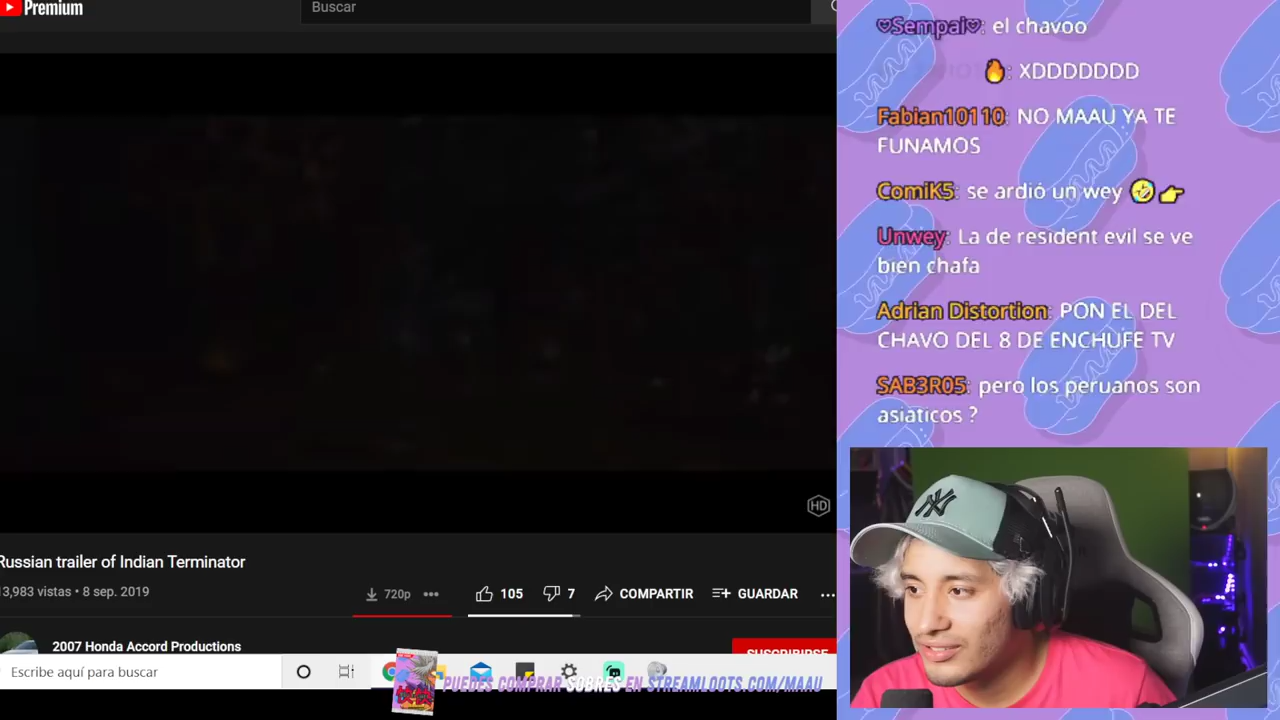 Premium
Buscar
♡Sempai♡: el chavoo
🔥: XDDDDDDD
Fabian10110: NO MAAU YA TE
FUNAMOS
ComiK5: se ardió un wey 🤣👉
Unwey: La de resident evil se ve
bien chafa
Adrian Distortion: PON EL DEL
CHAVO DEL 8 DE ENCHUFE TV
SAB3R05: pero los peruanos son
asiaticos ?
HD
Russian trailer of Indian Terminator
13,983 vistas • 8 sep. 2019
720p
105
7
COMPARTIR
GUARDAR
2007 Honda Accord Productions
SUSCRIBIRSE
Escribe aquí para buscar
PUEDES COMPRAR SOBRES EN STREAMLOOTS.COM/MAAU